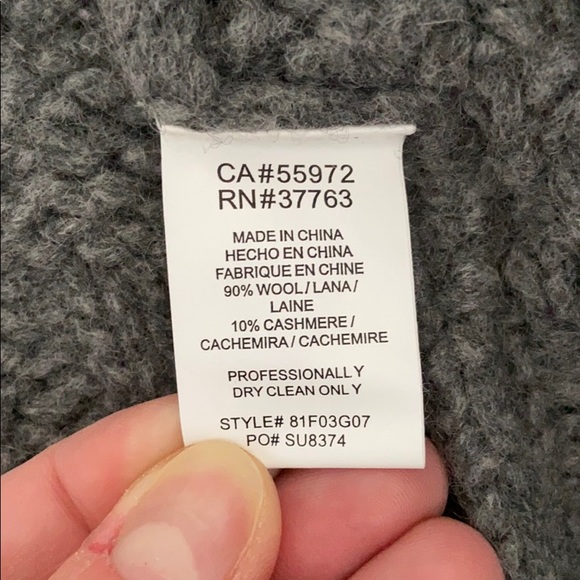 CA#55972
RN#37763
MADE IN CHINA
HECHO EN CHINA
FABRIQUE EN CHINE
90% WOOL / LANA /
LAINE
10% CASHMERE /
CACHEMIRA / CACHEMIRE
PROFESSIONALLY
DRY CLEAN ONLY
STYLE# 81F03G07
PO# SU8374